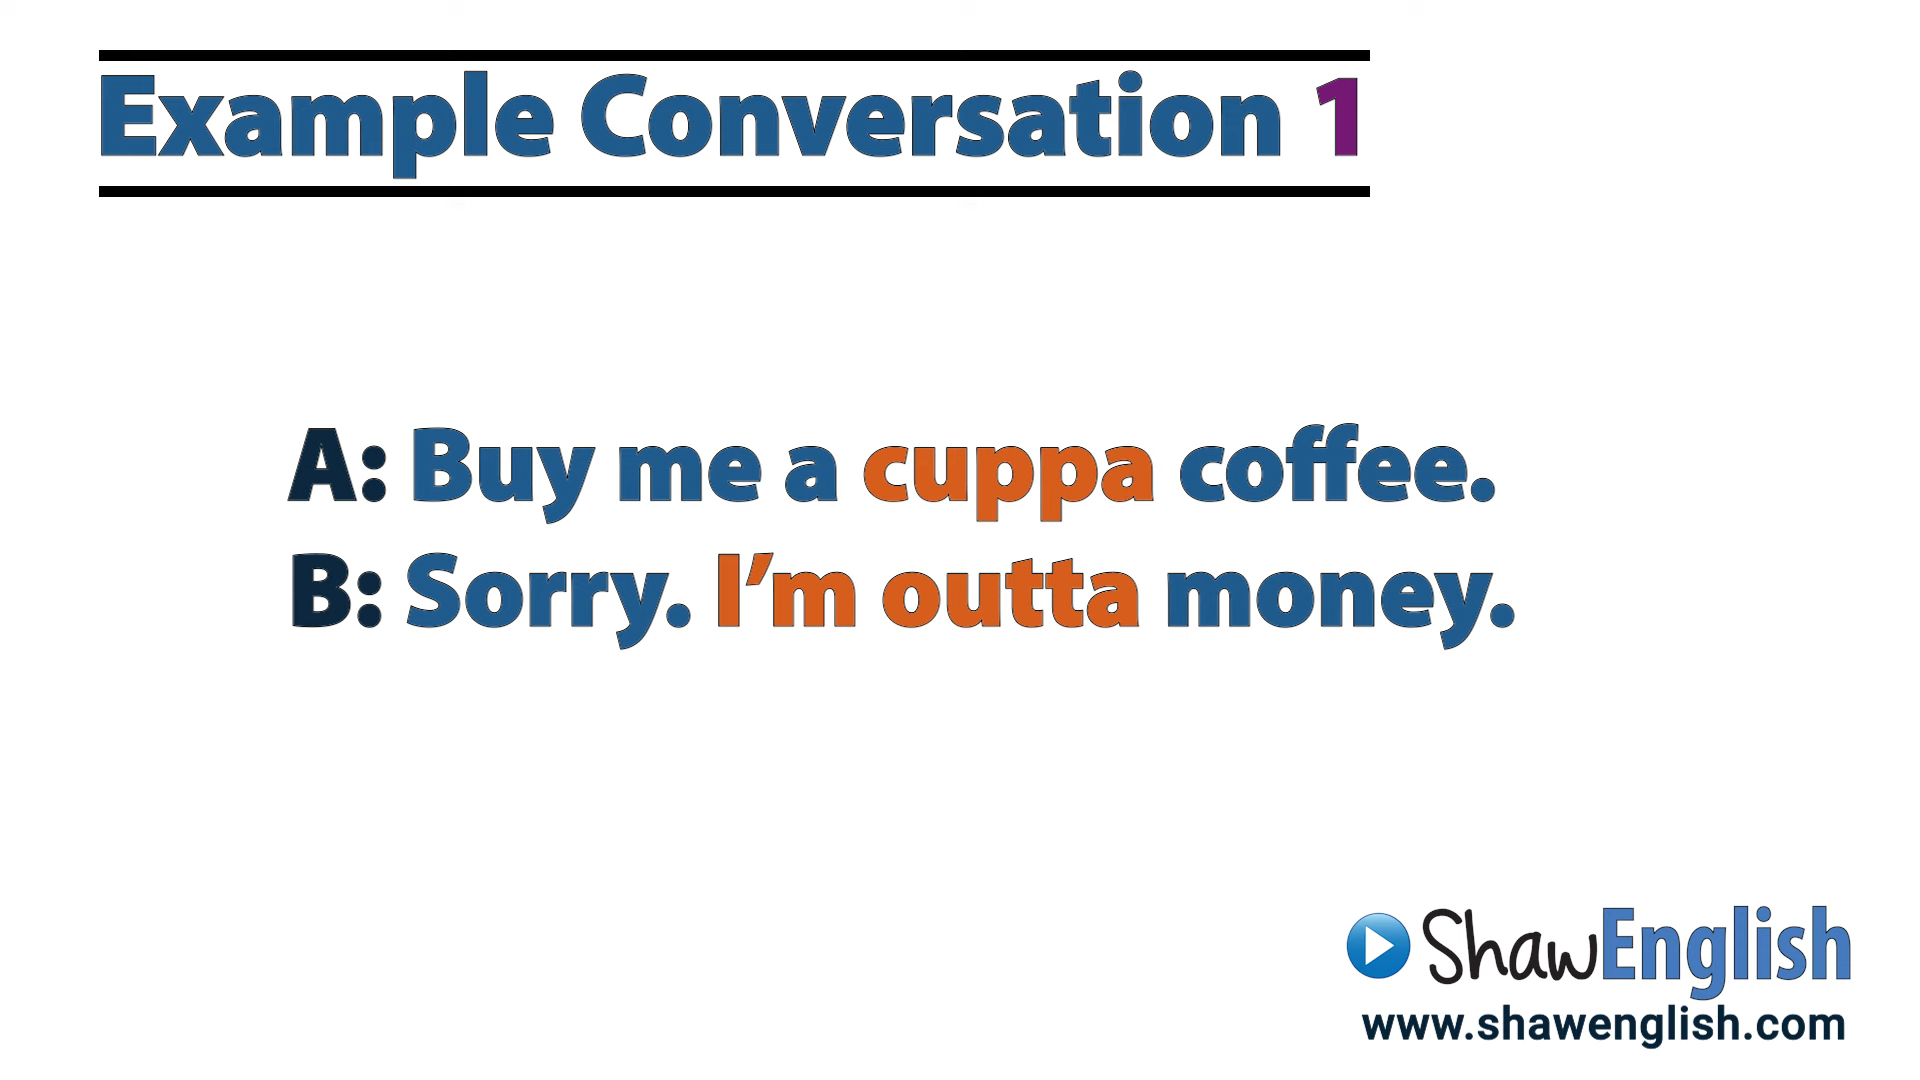 Example Conversation 1
A: Buy me a cuppa coffee.
B: Sorry. I’m outta money.
ShawEnglish
www.shawenglish.com